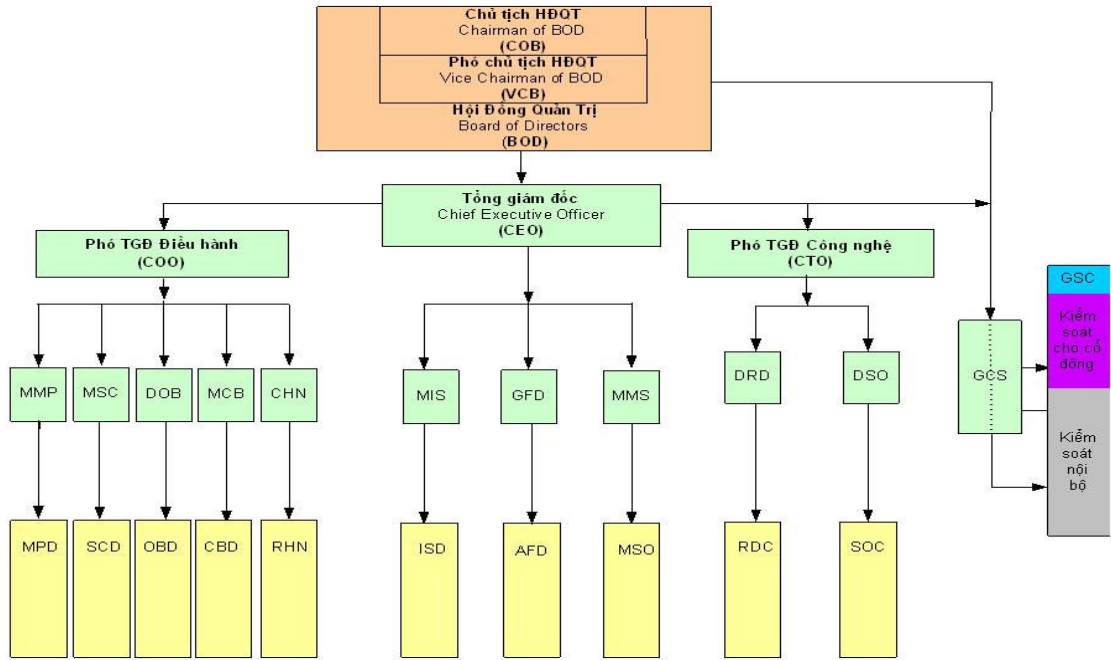 Chủ tịch HĐQT
Chairman of BOD
(COB)
Phó chủ tịch HĐQT
Vice Chairman of BOD
(VCB)
Hội Đồng Quản Trị
Board of Directors
(BOD)
Tổng giám đốc
Chief Executive Officer
(CEO)
Phó TGĐ Điều hành
(COO)
Phó TGĐ Công nghệ
(CTO)
MMP
MSC
DOB
MCB
CHN
MIS
GFD
MMS
DRD
DSO
GCS
GSC
Kiểm
soát
cho cổ
đông
Kiểm
soát
nội
bộ
MPD
SCD
OBD
CBD
RHN
ISD
AFD
MSO
RDC
SOC